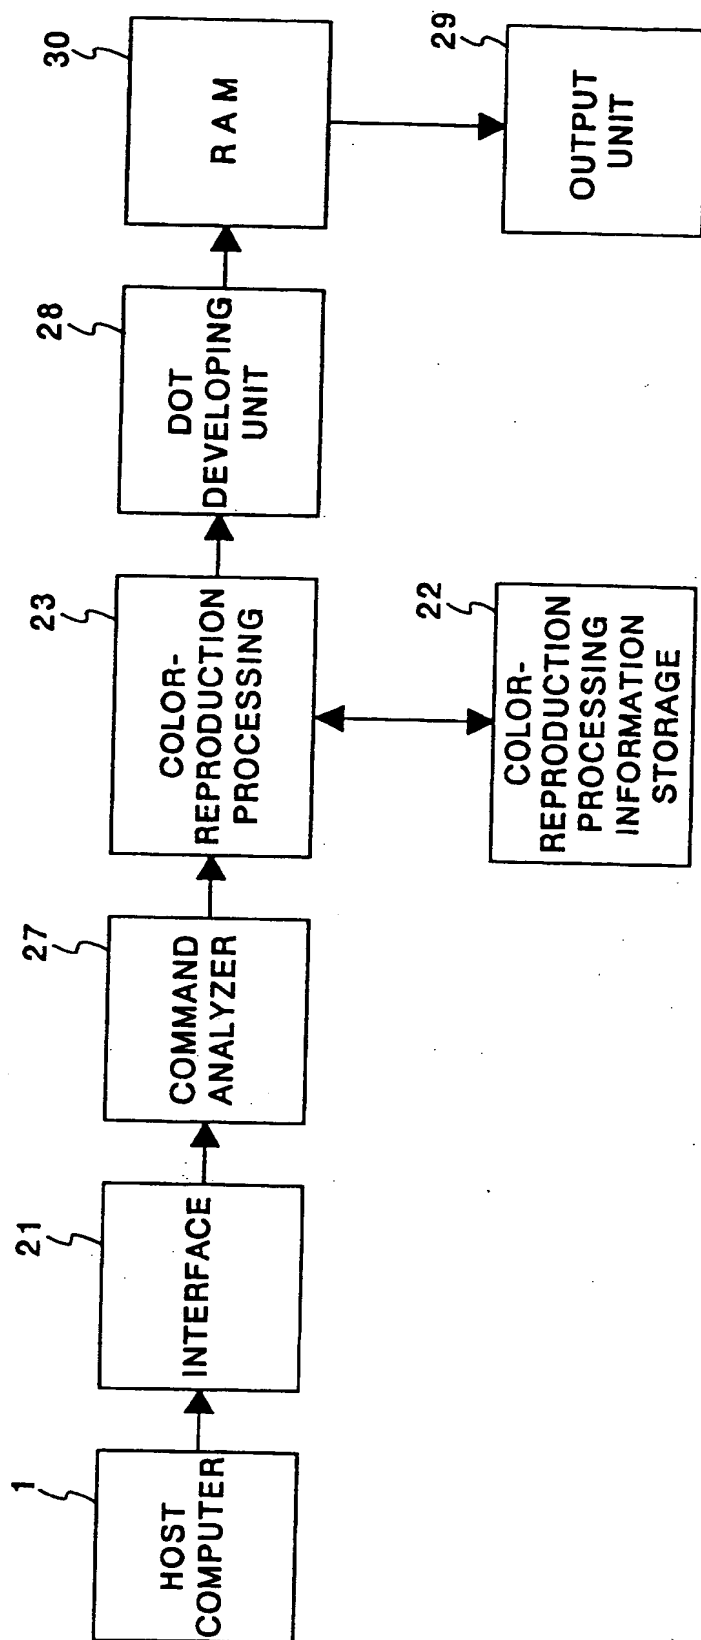 1
HOST
COMPUTER
21
INTERFACE
27
COMMAND
ANALYZER
23
COLOR-
REPRODUCTION
PROCESSING
28
DOT
DEVELOPING
UNIT
30
RAM
22
COLOR-
REPRODUCTION
PROCESSING
INFORMATION
STORAGE
29
OUTPUT
UNIT